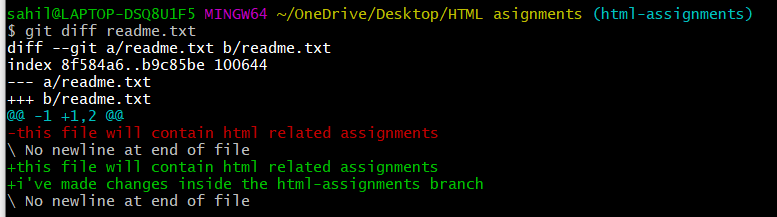 sahil@LAPTOP-DSQ8U1F5 MINGW64 ~/OneDrive/Desktop/HTML asignments (html-assignments)
$ git diff readme.txt
diff --git a/readme.txt b/readme.txt
index 8f584a6..b9c85be 100644
--- a/readme.txt
+++ b/readme.txt
@@ -1 +1,2 @@
-this file will contain html related assignments
\ No newline at end of file
+this file will contain html related assignments
+i've made changes inside the html-assignments branch
\ No newline at end of file